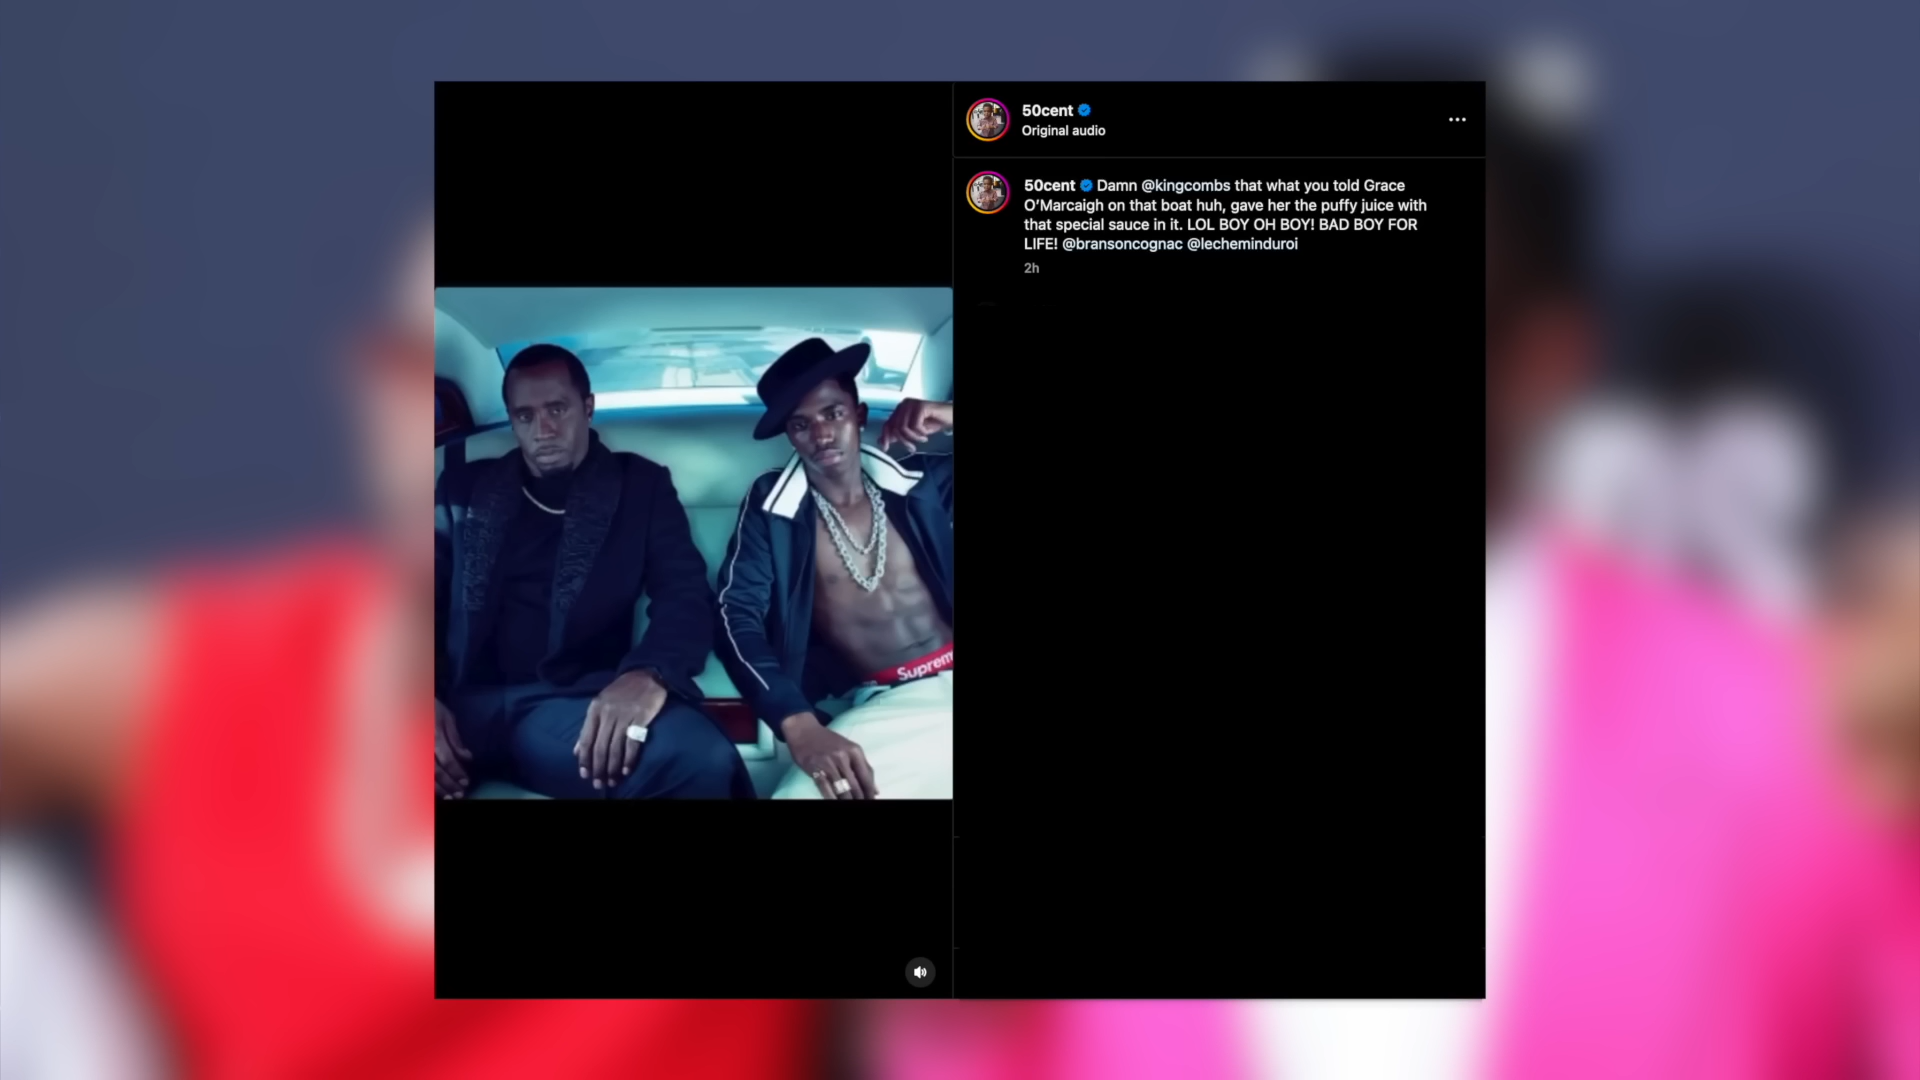 50cent
Original audio
50cent Damn @kingcombs that what you told Grace
O'Marcaigh on that boat huh, gave her the puffy juice with
that special sauce in it. LOL BOY OH BOY! BAD BOY FOR
LIFE! @bransoncognac @lecheminduroi
2h
Suprem